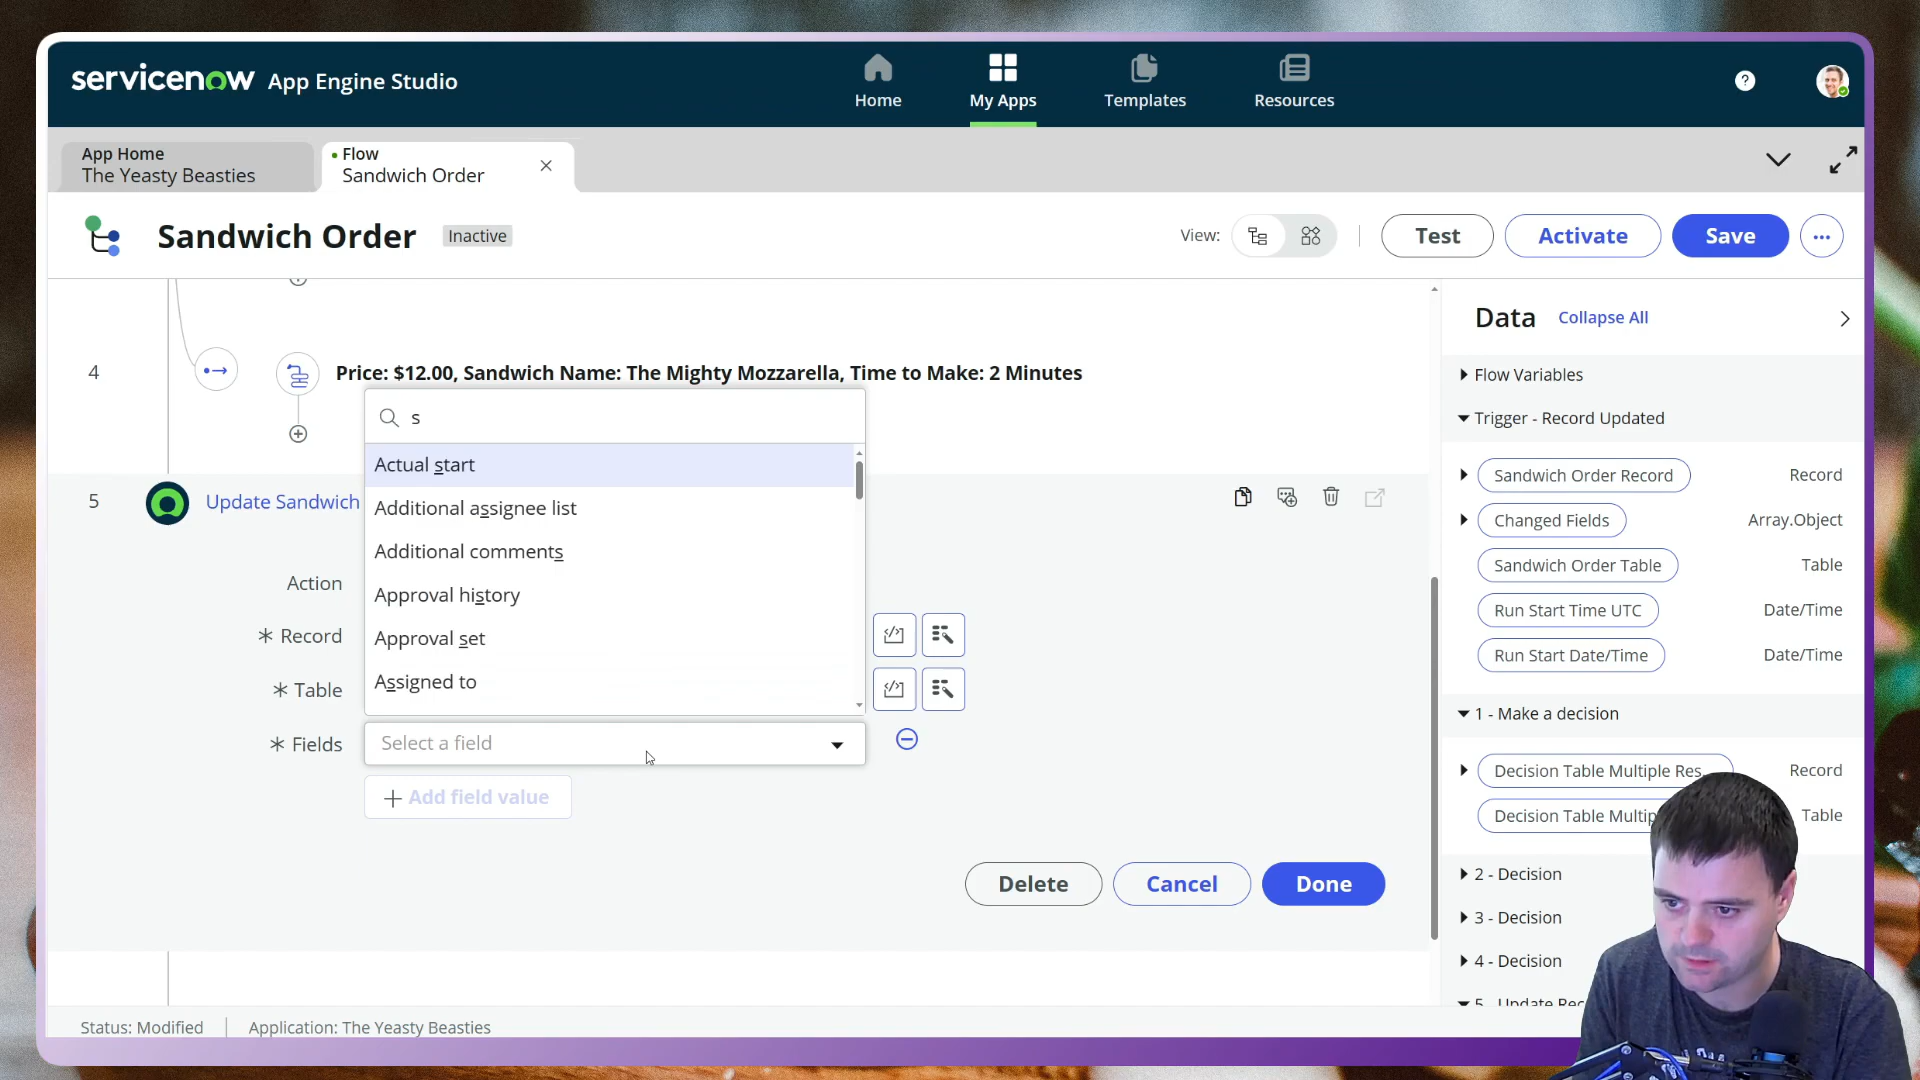 servicenow App Engine Studio
Home
My Apps
Templates
Resources
?
App Home
The Yeasty Beasties
Flow
Sandwich Order
Sandwich Order
Inactive
View:
Test
Activate
Save
4
Price: $12.00, Sandwich Name: The Mighty Mozzarella, Time to Make: 2 Minutes
s
Actual start
Additional assignee list
Additional comments
Approval history
Approval set
Assigned to
5
Update Sandwich
Action
* Record
* Table
* Fields
Select a field
+ Add field value
Delete
Cancel
Done
Data
Collapse All
Flow Variables
Trigger - Record Updated
Sandwich Order Record
Record
Changed Fields
Array.Object
Sandwich Order Table
Table
Run Start Time UTC
Date/Time
Run Start Date/Time
Date/Time
1 - Make a decision
Decision Table Multiple Res...
Record
Decision Table Multip
Table
2 - Decision
3 - Decision
4 - Decision
5 - Update Rec
Status: Modified
Application: The Yeasty Beasties